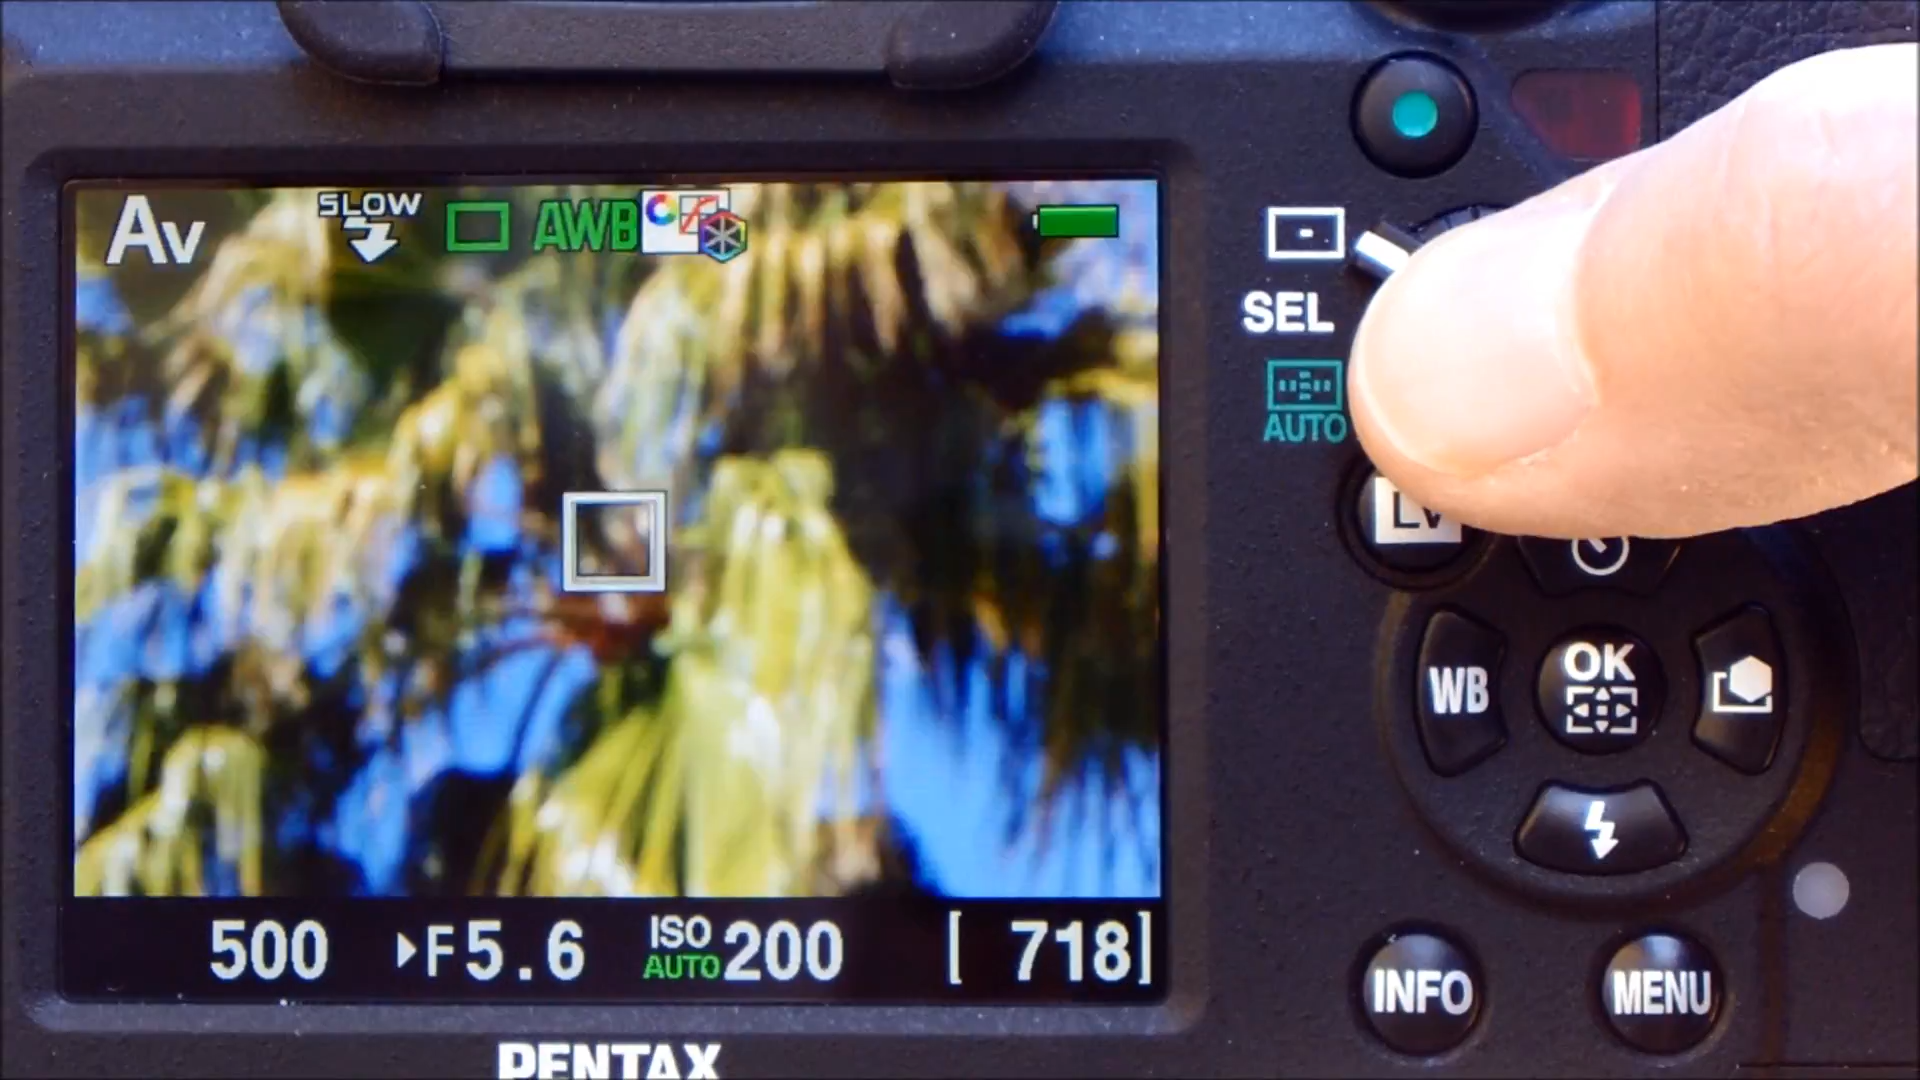 Av SLOW AWB
SEL
AUTO
LV
WB
OK
500 F5.6 ISO AUTO 200 [ 718]
INFO
MENU
PENTAX